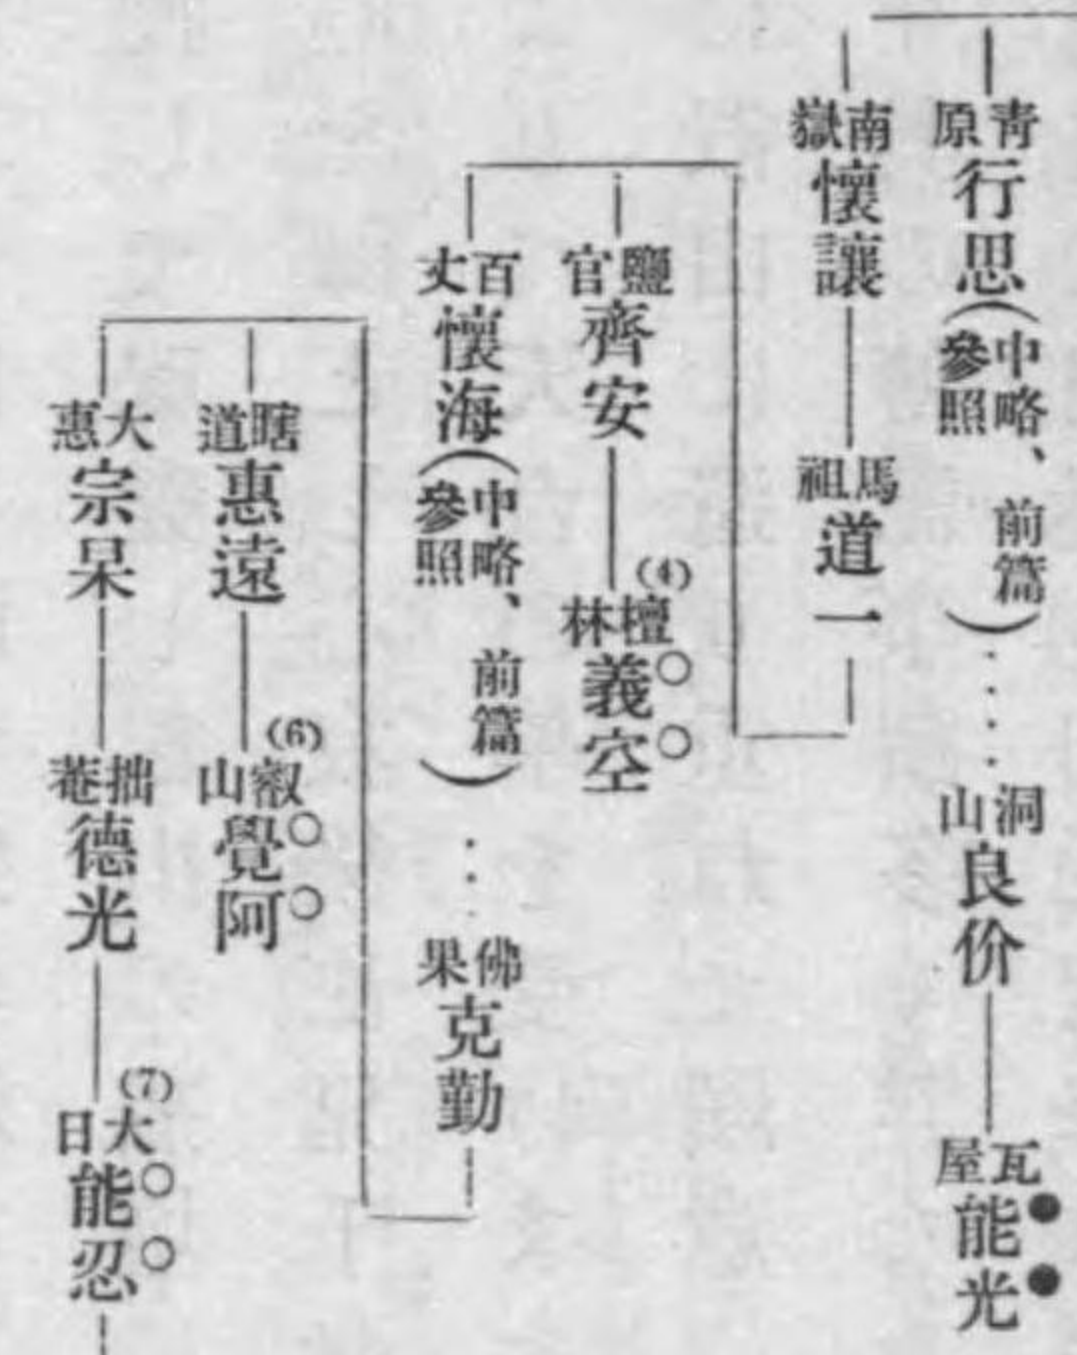 青原行思(中略、前篇參照)････洞山良价
瓦屋能光
南嶽懷讓
馬祖道一
鹽官齊安
(4)
檀林義空
百丈懷海(中略、前篇參照)･･･佛果克勤
瞎道惠遠
(6)
叡山覺阿
大惠宗杲
拙菴德光
(7)
大日能忍